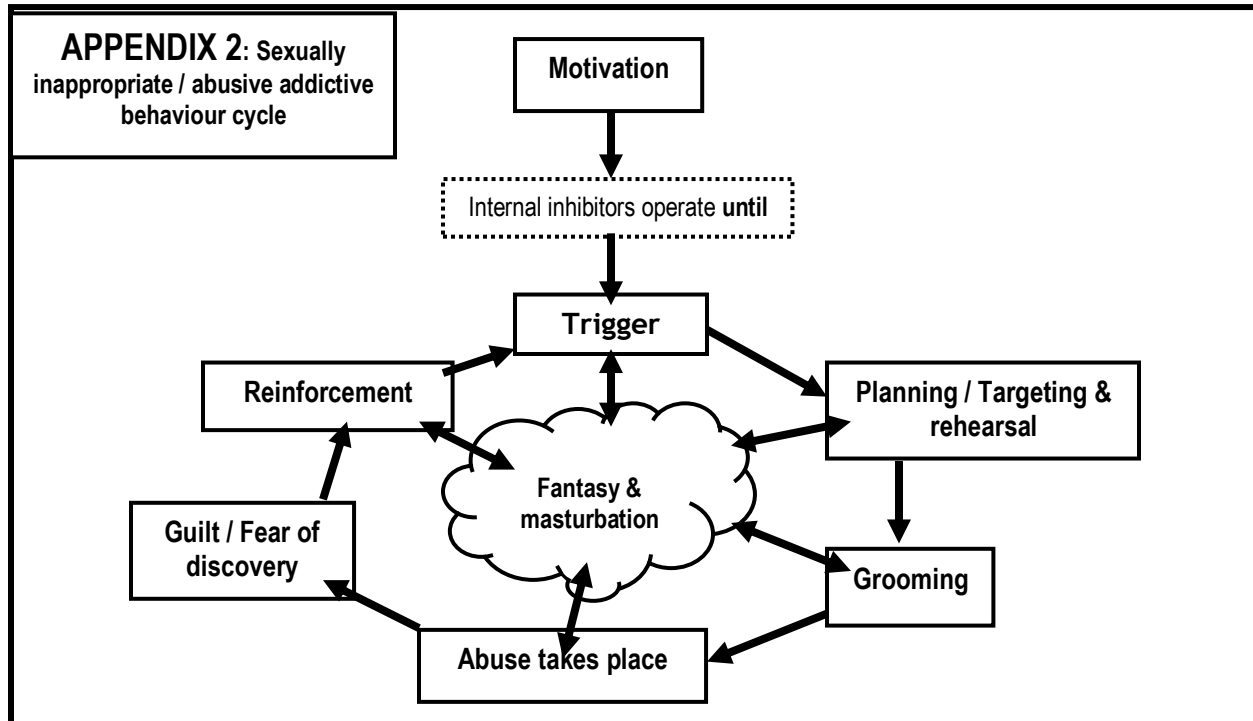 APPENDIX 2: Sexually
inappropriate / abusive addictive
behaviour cycle
Motivation
Internal inhibitors operate until
Trigger
Reinforcement
Planning / Targeting &
rehearsal
Fantasy &
masturbation
Guilt / Fear of
discovery
Grooming
Abuse takes place